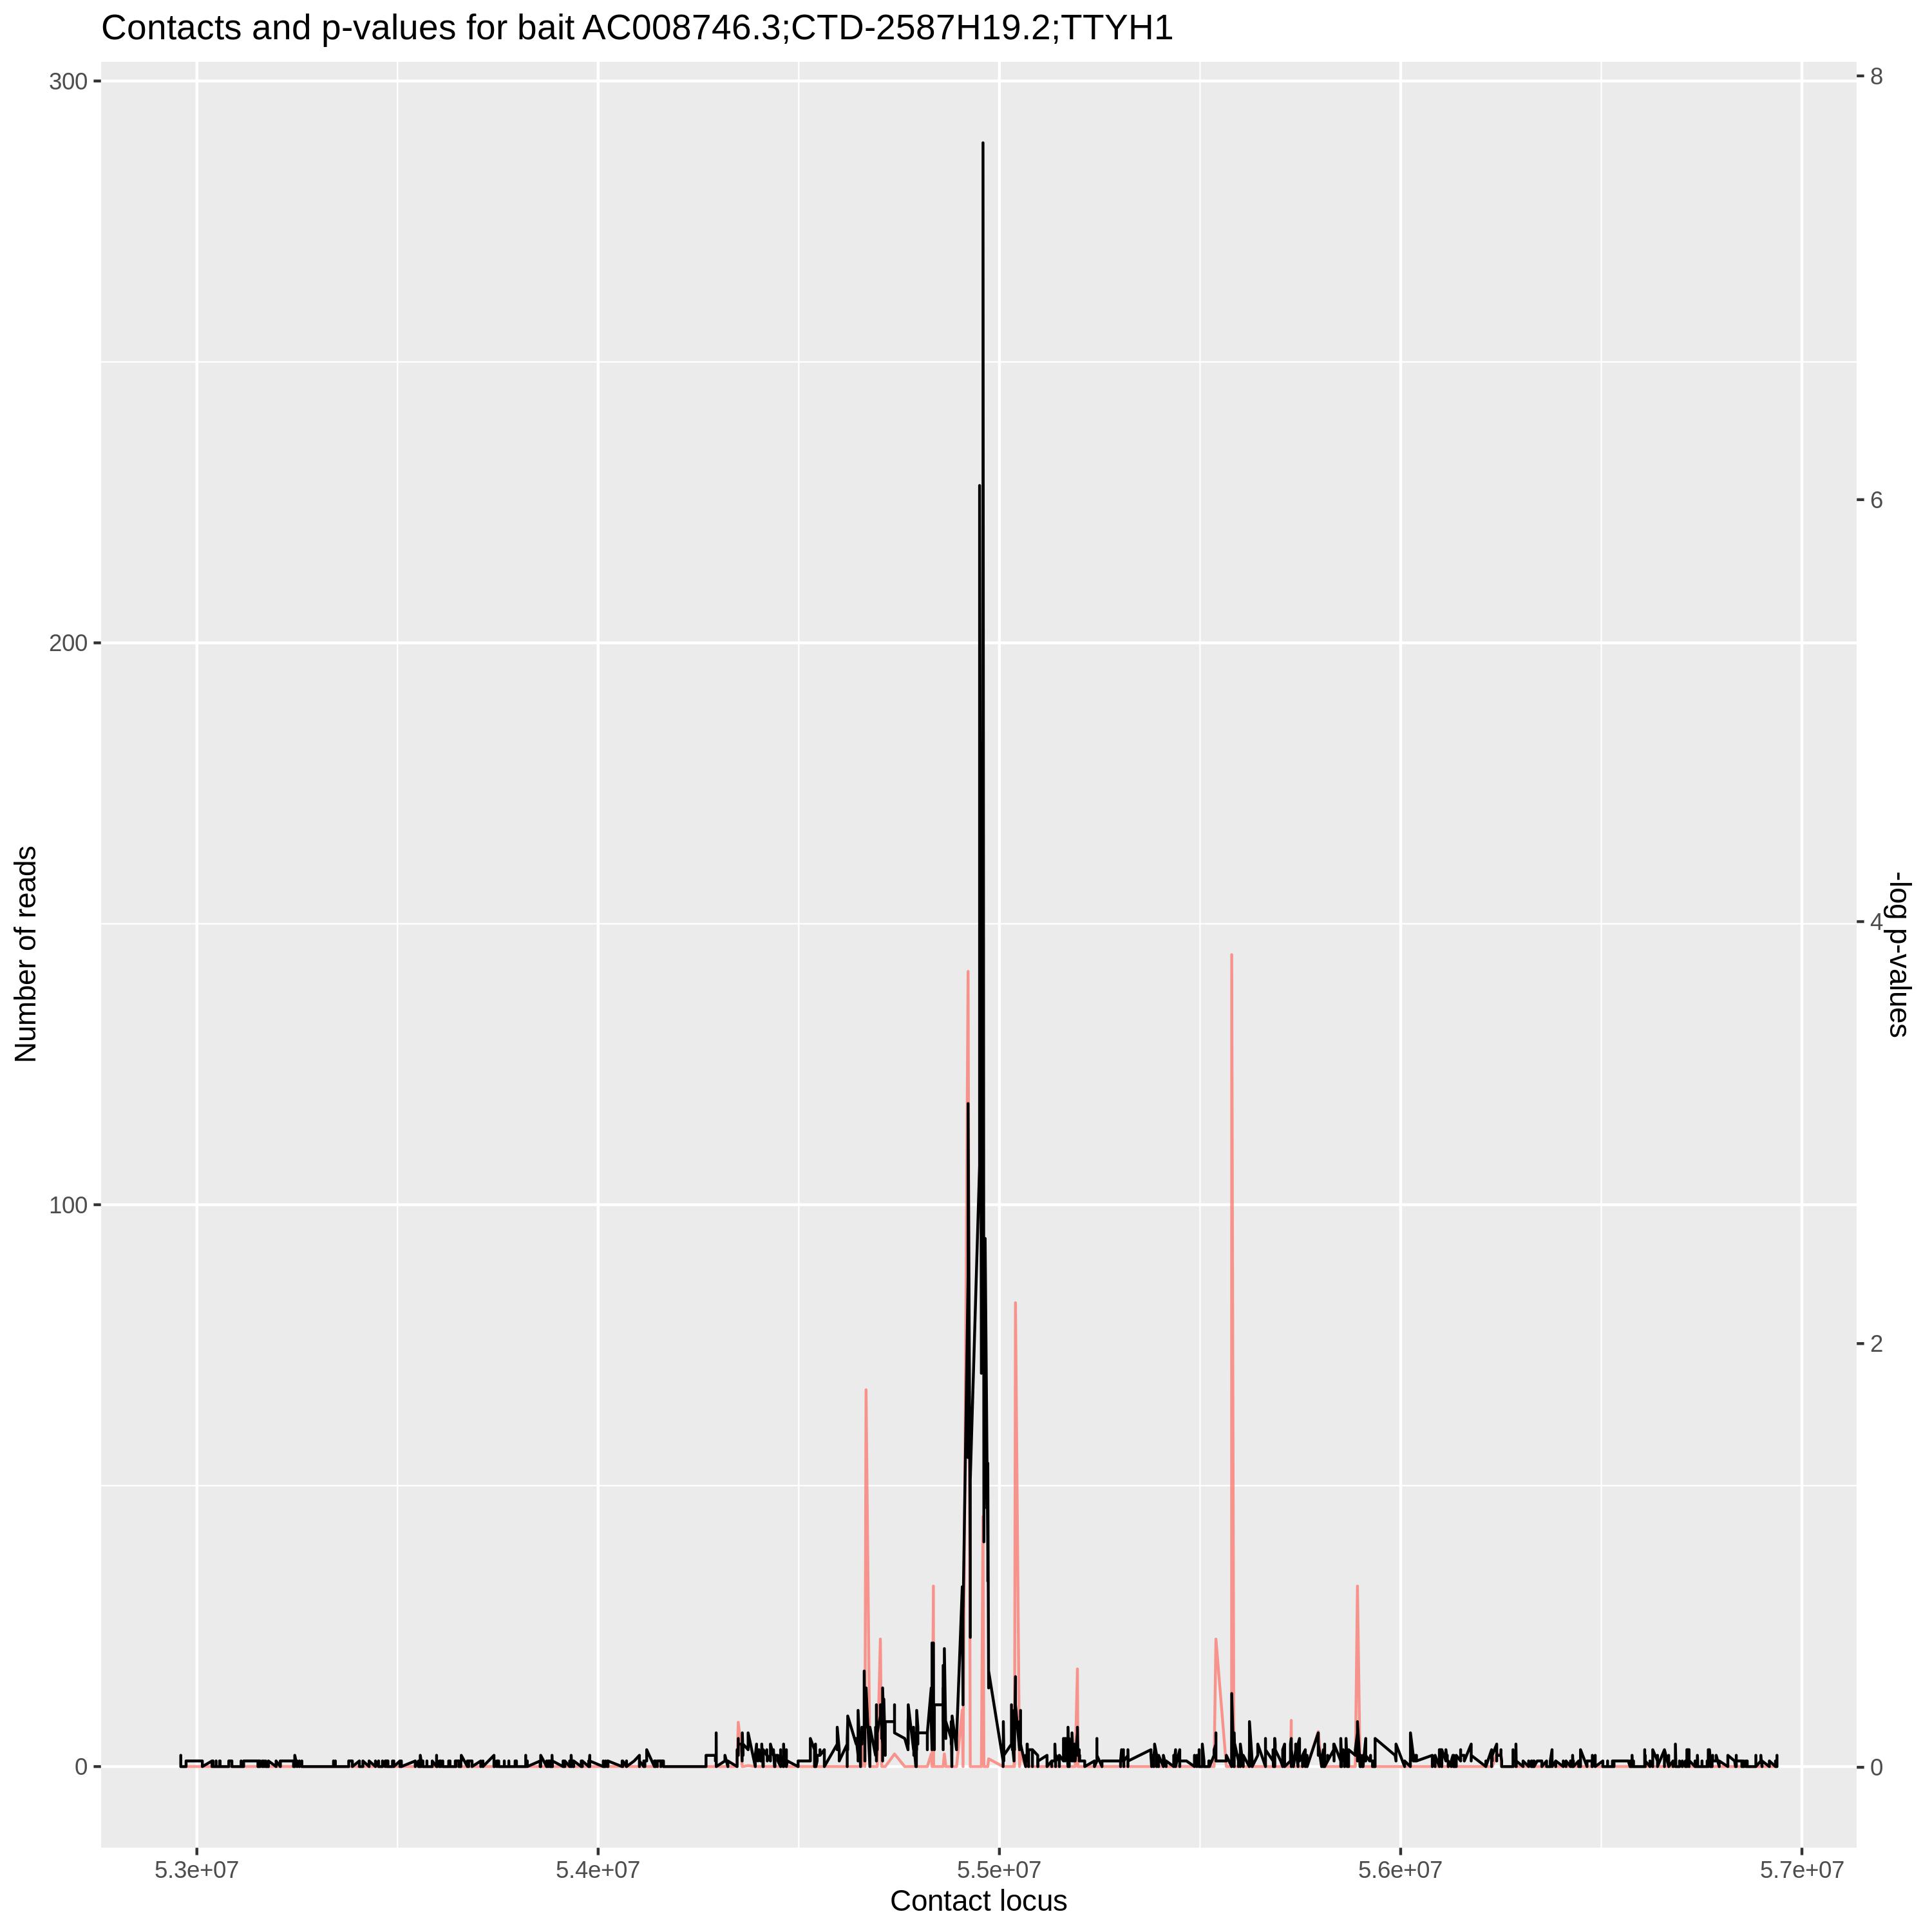 Contacts and p-values for bait AC008746.3;CTD-2587H19.2;TTYH1
300
200
100
0
Number of reads
8
6
4
2
0
-log p-values
5.3e+07
5.4e+07
5.5e+07
5.6e+07
5.7e+07
Contact locus